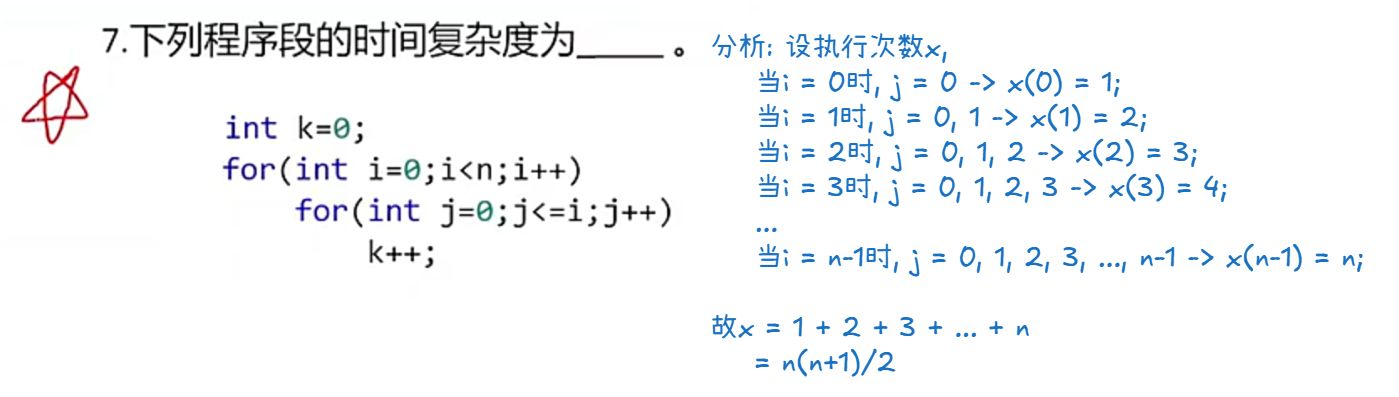 7.下列程序段的时间复杂度为_____。
int k=0;
for(int i=0;i<n;i++)
for(int j=0;j<=i;j++)
k++;
分析: 设执行次数x,
当i = 0时, j = 0 -> x(0) = 1;
当i = 1时, j = 0, 1 -> x(1) = 2;
当i = 2时, j = 0, 1, 2 -> x(2) = 3;
当i = 3时, j = 0, 1, 2, 3 -> x(3) = 4;
...
当i = n-1时, j = 0, 1, 2, 3, ..., n-1 -> x(n-1) = n;
故x = 1 + 2 + 3 + ... + n
= n(n+1)/2